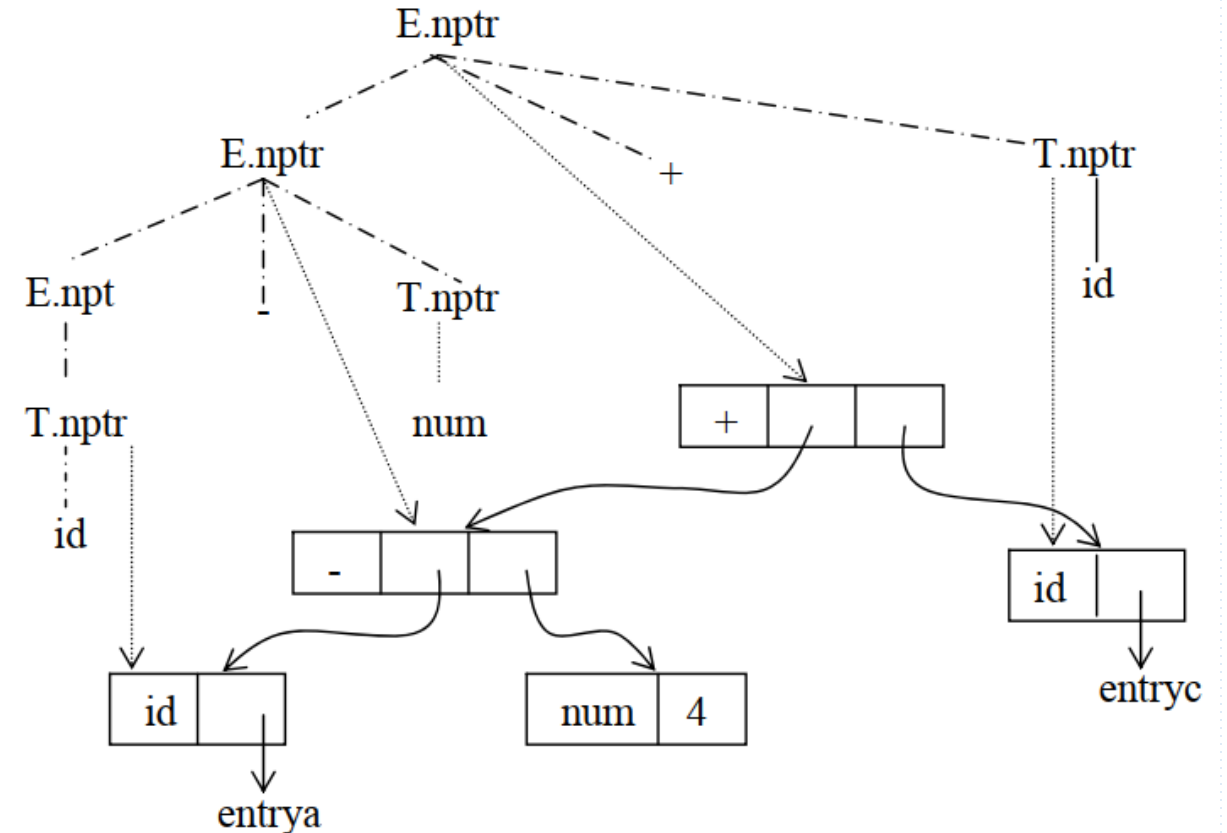 E.nptr
E.nptr + T.nptr
E.npt - T.nptr id
T.nptr num +
id
- id
id num 4 entryc
entrya